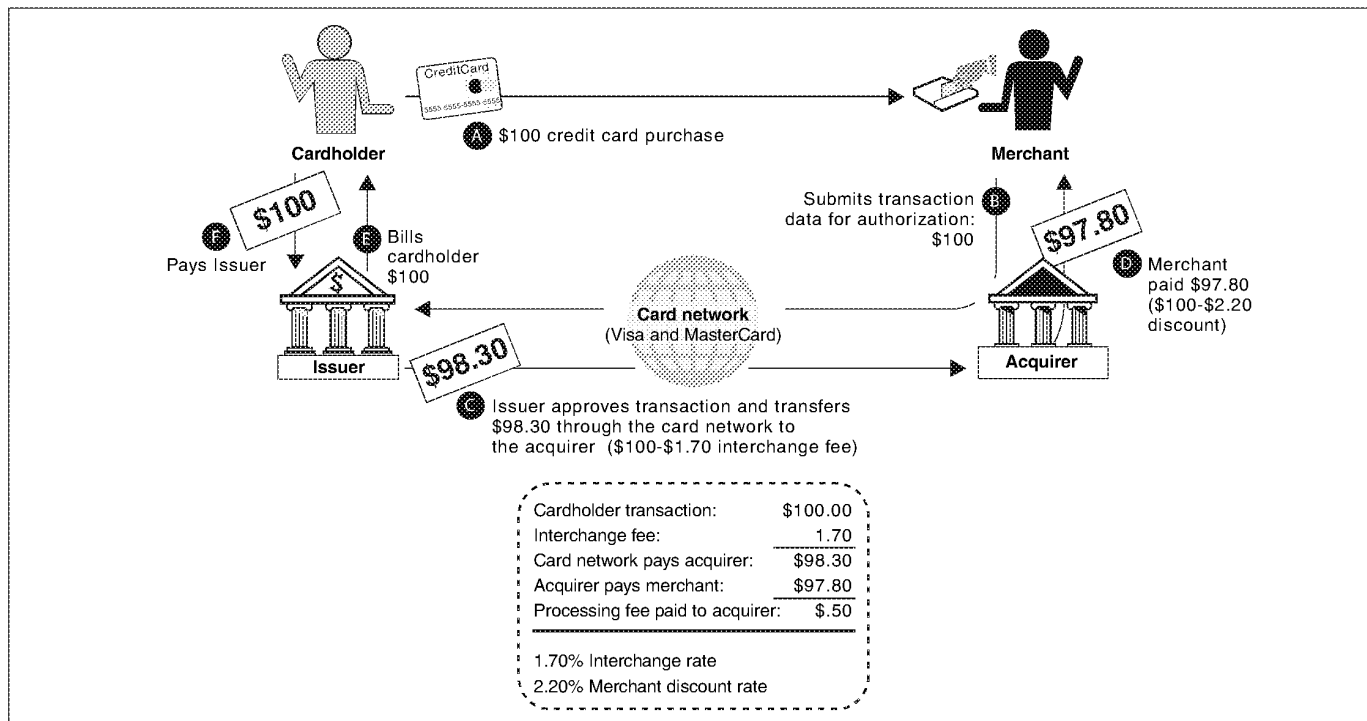 CreditCard
5555-5555-5555-5555
A $100 credit card purchase
Cardholder
Merchant
$100
F
Pays Issuer
E Bills
cardholder
$100
Submits transaction
data for authorization:
$100
B
$97.80
D Merchant
paid $97.80
($100-$2.20
discount)
$
Card network
(Visa and MasterCard)
Issuer
Acquirer
$98.30
C Issuer approves transaction and transfers
$98.30 through the card network to
the acquirer ($100-$1.70 interchange fee)
Cardholder transaction: $100.00
Interchange fee: 1.70
Card network pays acquirer: $98.30
Acquirer pays merchant: $97.80
Processing fee paid to acquirer: $.50
1.70% Interchange rate
2.20% Merchant discount rate